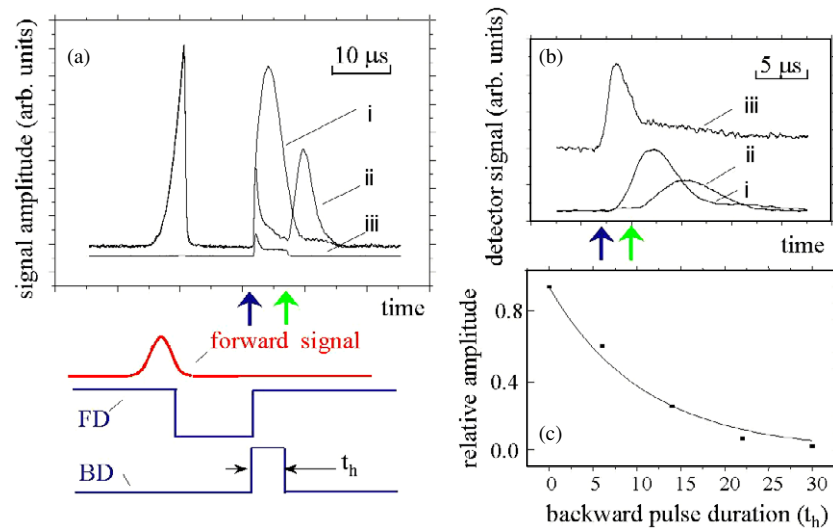 signal amplitude (arb. units)
(a)
10 μs
i
ii
iii
time
forward signal
FD
BD
t_h
detector signal (arb. units)
(b)
5 μs
iii
ii
i
time
relative amplitude
0.8
0.4
0.0
(c)
0 5 10 15 20 25 30
backward pulse duration (t_h)